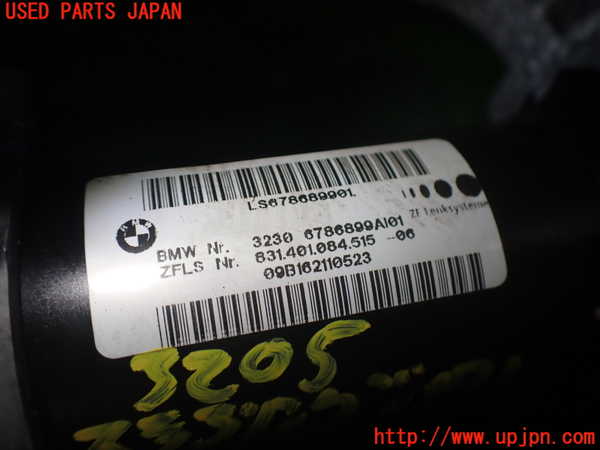 USED PARTS JAPAN
LS678689901
ZF Lenksysteme
BMW Nr. 3230 6786899AI01
ZFLS Nr. 831.401.084.515 -06
09B162110523
3205
http://www.upjpn.com